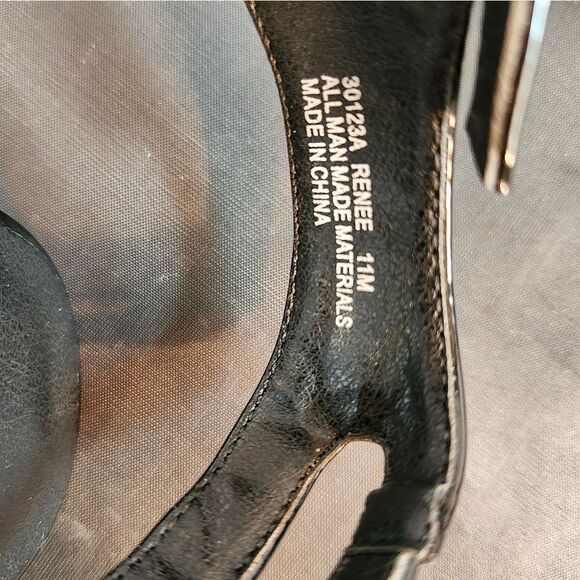 30123A RENEE 11M
ALL MAN MADE MATERIALS
MADE IN CHINA